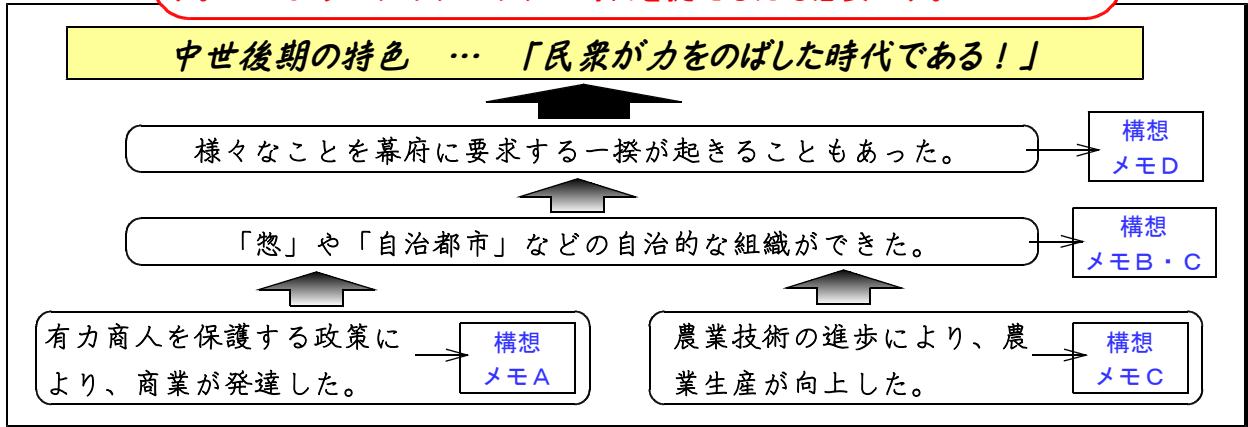 中世後期の特色　…　「民衆が力をのばした時代である！」
様々なことを幕府に要求する一揆が起きることもあった。
構想
メモＤ
「惣」や「自治都市」などの自治的な組織ができた。
構想
メモＢ・Ｃ
有力商人を保護する政策に
より、商業が発達した。
構想
メモＡ
農業技術の進歩により、農
業生産が向上した。
構想
メモＣ